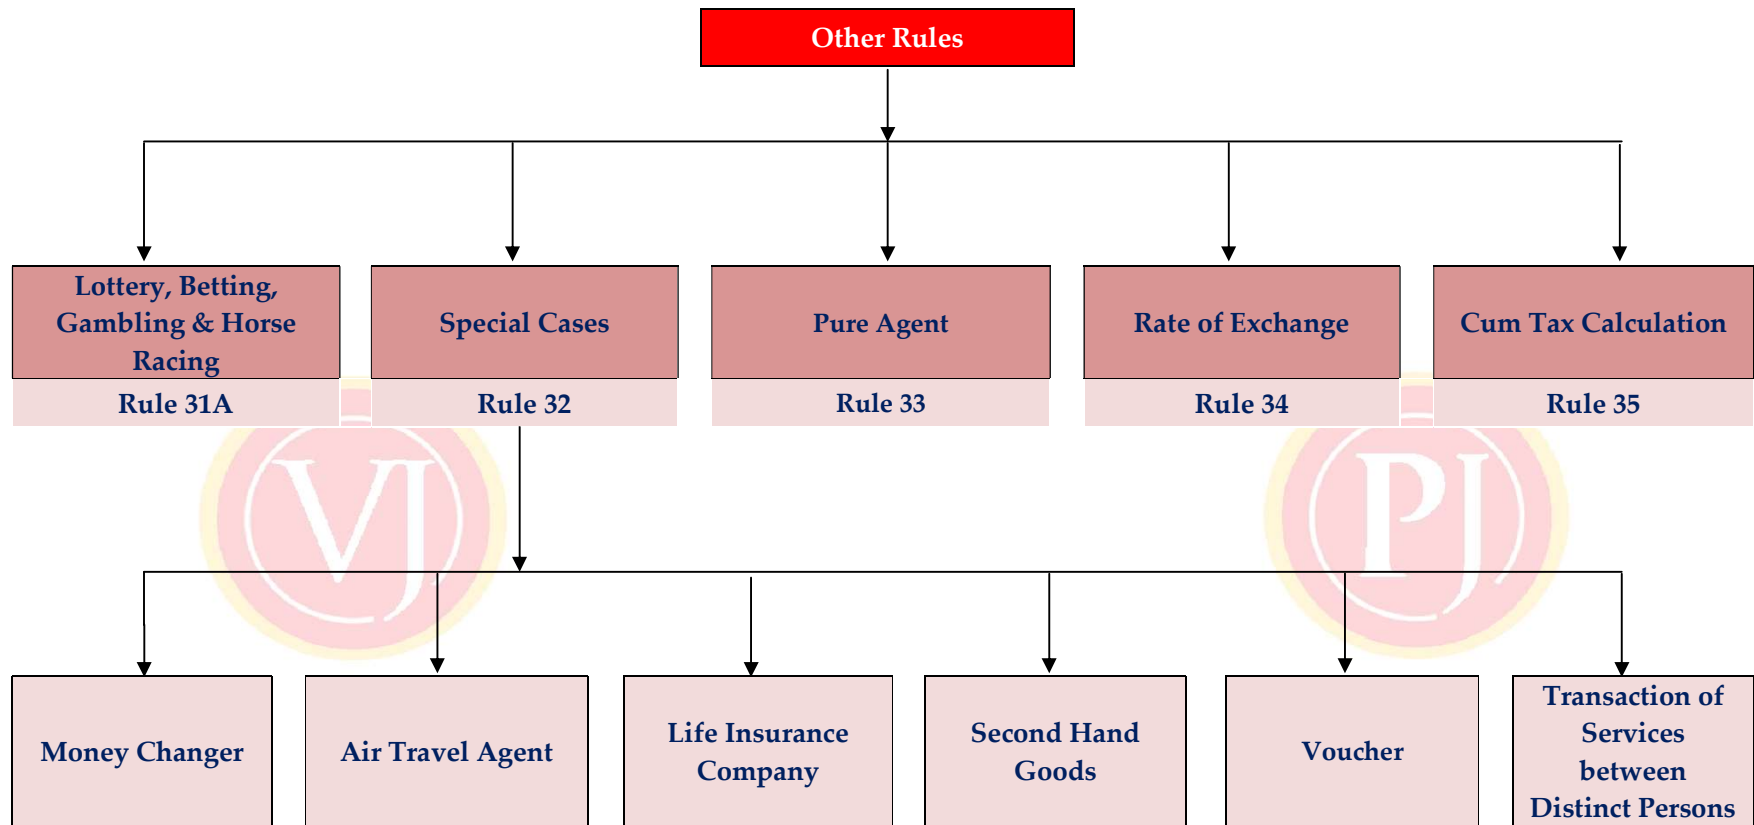 Other Rules
Lottery, Betting,
Gambling & Horse
Racing
Special Cases
Pure Agent
Rate of Exchange
Cum Tax Calculation
Rule 31A
Rule 32
Rule 33
Rule 34
Rule 35
VJ
PJ
Money Changer
Air Travel Agent
Life Insurance
Company
Second Hand
Goods
Voucher
Transaction of
Services
between
Distinct Persons